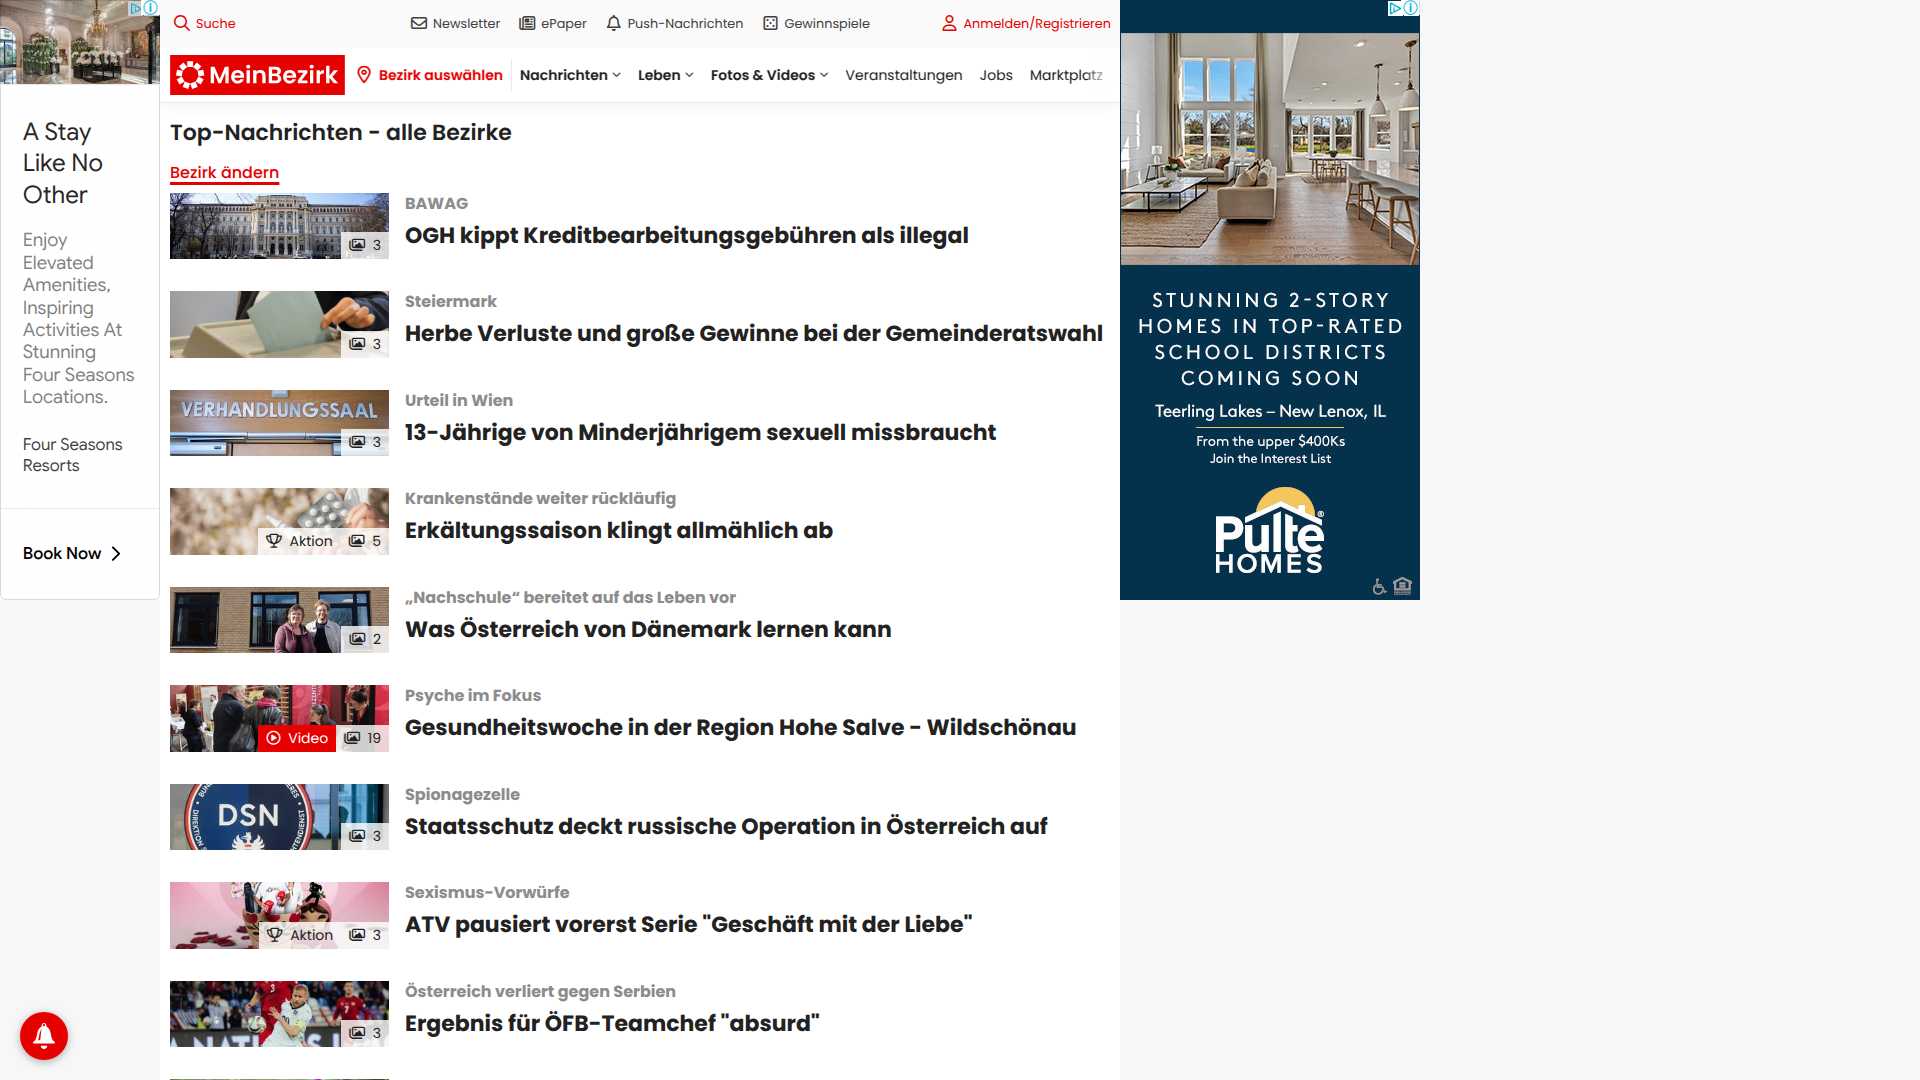 Suche
Newsletter
ePaper
Push-Nachrichten
Gewinnspiele
Anmelden/Registrieren
MeinBezirk
Bezirk auswählen
Nachrichten
Leben
Fotos & Videos
Veranstaltungen
Jobs
Marktplatz
A Stay
Like No
Other
Enjoy
Elevated
Amenities,
Inspiring
Activities At
Stunning
Four Seasons
Locations.
Four Seasons
Resorts
Book Now
Top-Nachrichten - alle Bezirke
Bezirk ändern
3
BAWAG
OGH kippt Kreditbearbeitungsgebühren als illegal
3
Steiermark
Herbe Verluste und große Gewinne bei der Gemeinderatswahl
VERHANDLUNGSSAAL
3
Urteil in Wien
13-Jährige von Minderjährigem sexuell missbraucht
Aktion
5
Krankenstände weiter rückläufig
Erkältungssaison klingt allmählich ab
2
„Nachschule“ bereitet auf das Leben vor
Was Österreich von Dänemark lernen kann
Video
19
Psyche im Fokus
Gesundheitswoche in der Region Hohe Salve - Wildschönau
DSN
3
Spionagezelle
Staatsschutz deckt russische Operation in Österreich auf
Aktion
3
Sexismus-Vorwürfe
ATV pausiert vorerst Serie "Geschäft mit der Liebe"
3
Österreich verliert gegen Serbien
Ergebnis für ÖFB-Teamchef "absurd"
STUNNING 2-STORY
HOMES IN TOP-RATED
SCHOOL DISTRICTS
COMING SOON
Teerling Lakes – New Lenox, IL
From the upper $400Ks
Join the Interest List
Pulte®
HOMES